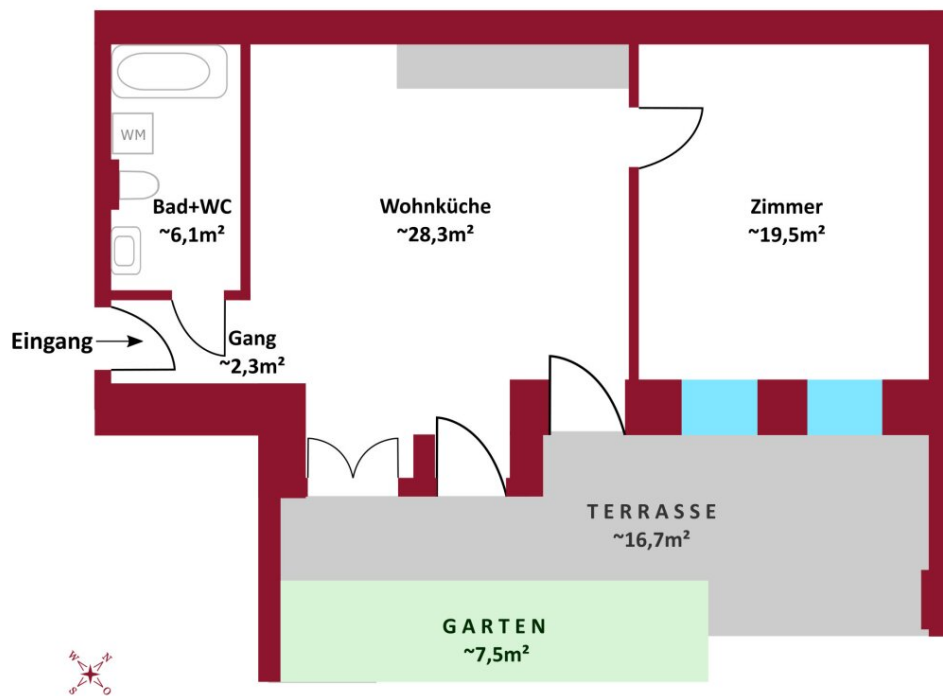 WM
Bad+WC
~6,1m²
Wohnküche
~28,3m²
Zimmer
~19,5m²
Eingang
Gang
~2,3m²
TERRASSE
~16,7m²
GARTEN
~7,5m²
W N
S O